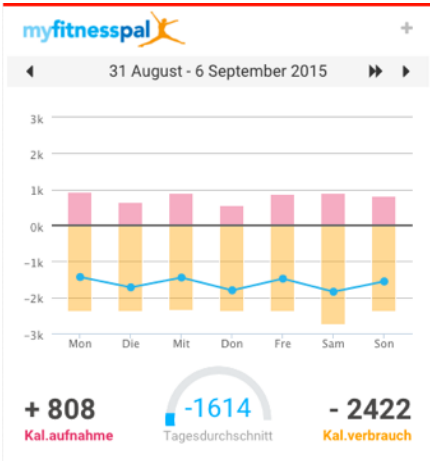 myfitnesspal
31 August - 6 September 2015
3k
2k
1k
0k
-1k
-2k
-3k
Mon Die Mit Don Fre Sam Son
+ 808 -1614 - 2422
Kal.aufnahme Tagesdurchschnitt Kal.verbrauch